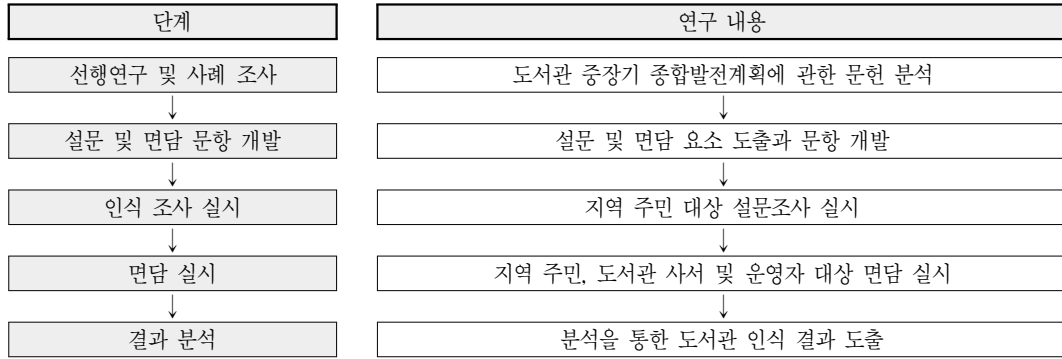 단계
연구 내용
선행연구 및 사례 조사
도서관 중장기 종합발전계획에 관한 문헌 분석
설문 및 면담 문항 개발
설문 및 면담 요소 도출과 문항 개발
인식 조사 실시
지역 주민 대상 설문조사 실시
면담 실시
지역 주민, 도서관 사서 및 운영자 대상 면담 실시
결과 분석
분석을 통한 도서관 인식 결과 도출